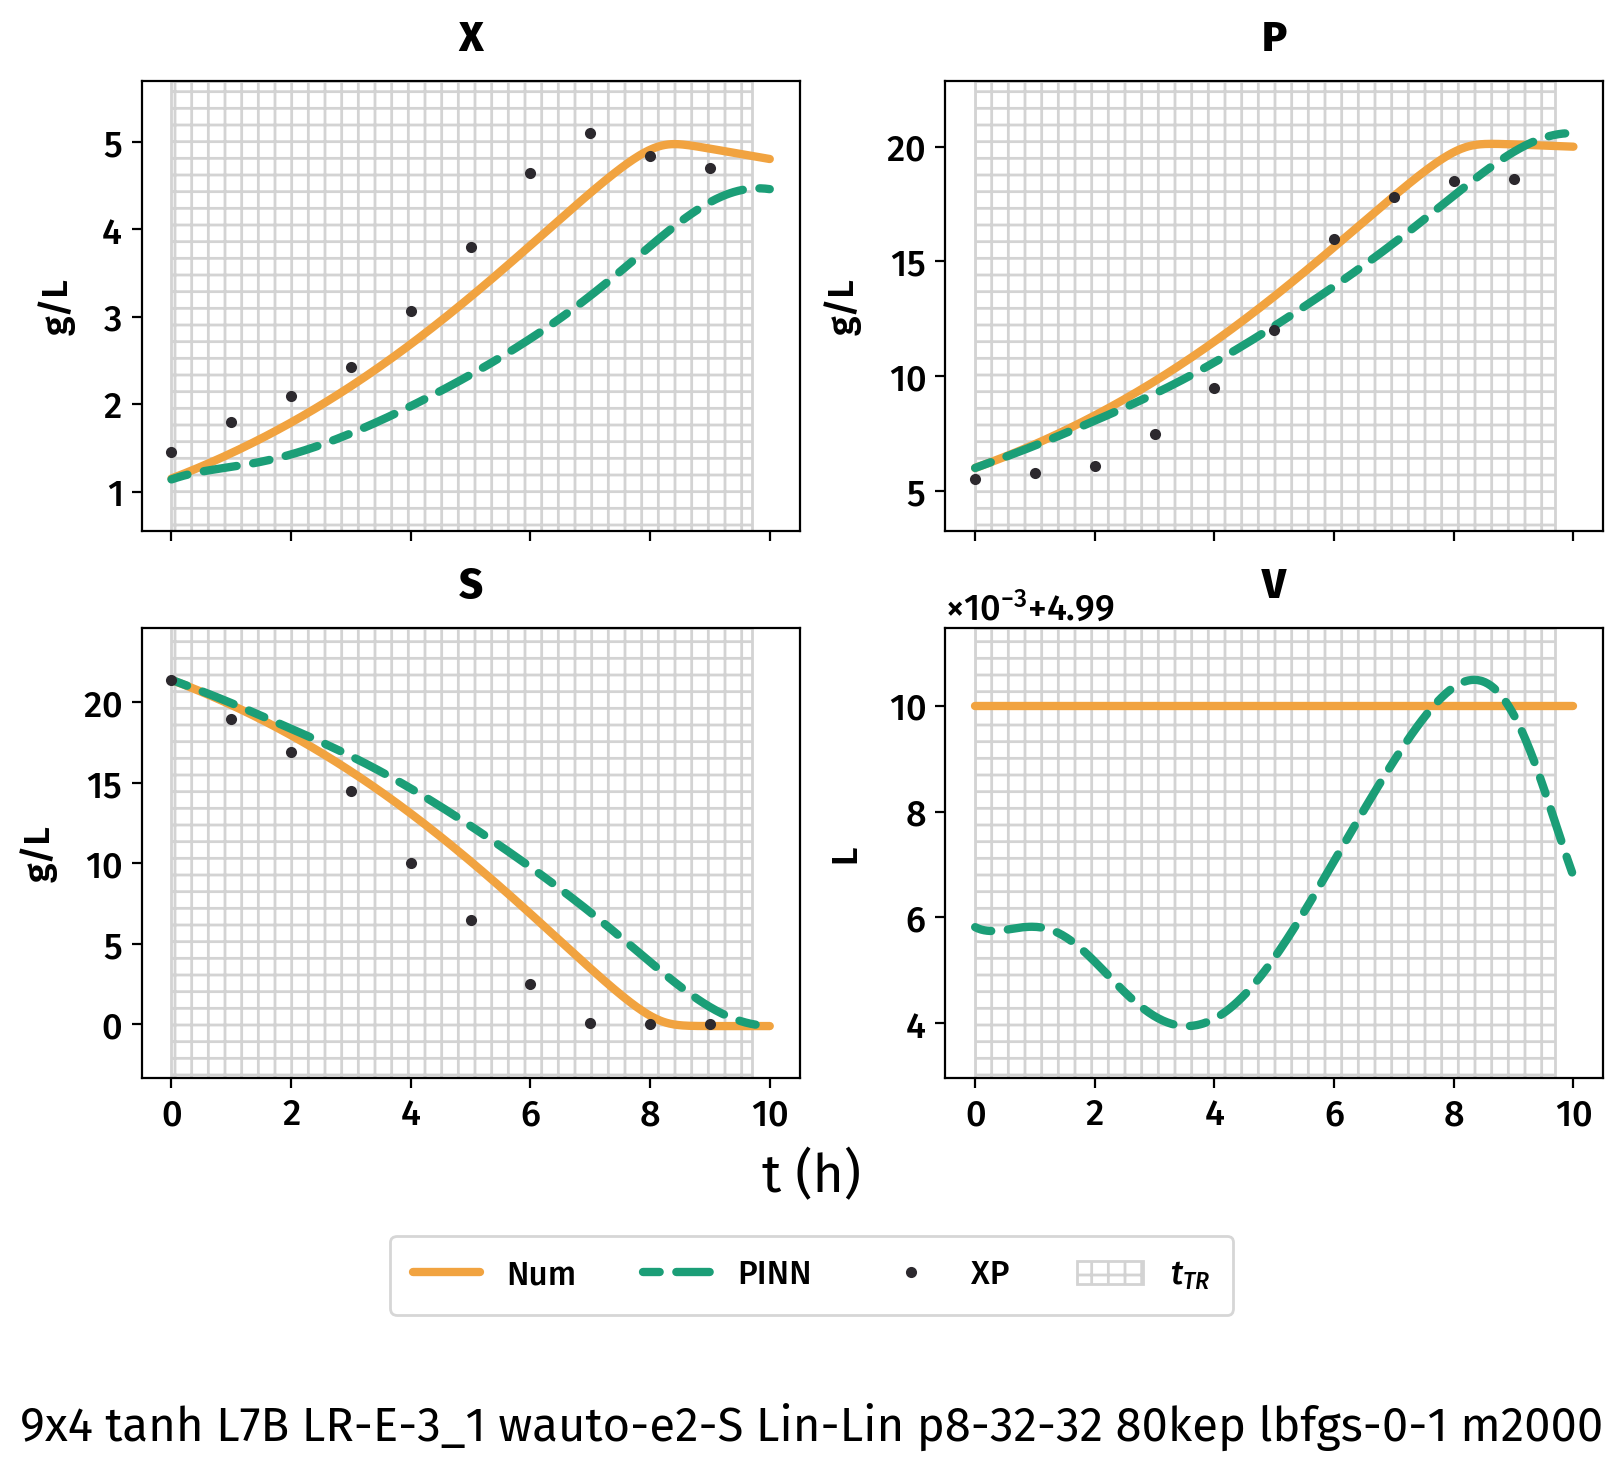 X
P
5
4
3
2
1
g/L
20
15
10
5
g/L
S
V
×10⁻³+4.99
20
15
10
5
0
g/L
10
8
6
4
L
0 2 4 6 8 10
0 2 4 6 8 10
t (h)
Num PINN XP t_TR
9x4 tanh L7B LR-E-3_1 wauto-e2-S Lin-Lin p8-32-32 80kep lbfgs-0-1 m2000